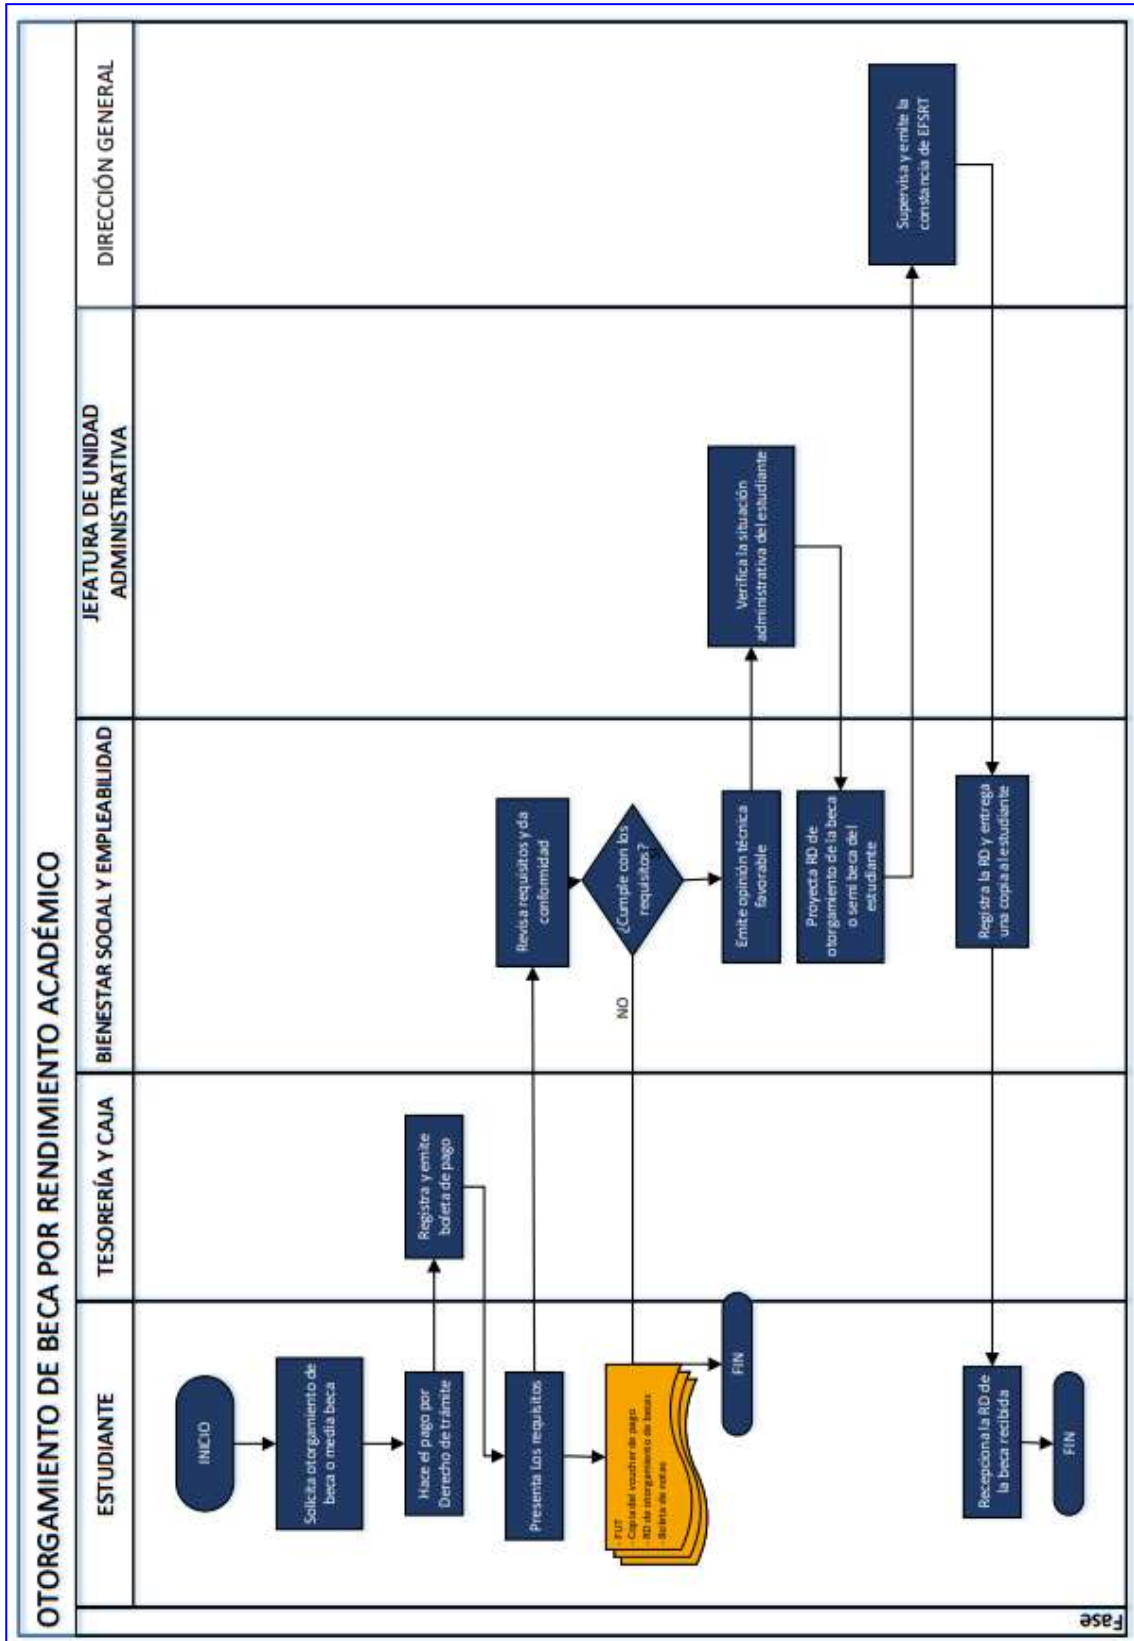 OTORGAMIENTO DE BECA POR RENDIMIENTO ACADÉMICO
ESTUDIANTE
TESORERÍA Y CAJA
BIENESTAR SOCIAL Y EMPLEABILIDAD
JEFATURA DE UNIDAD
ADMINISTRATIVA
DIRECCIÓN GENERAL
INICIO
Solicita otorgamiento de
beca o media beca
Hace el pago por
Derecho de trámite
Registra y emite
boleta de pago
Presenta Los requisitos
Revisa requisitos y da
conformidad
- FUT
- Copia del voucher de pago
- RD de otorgamiento de becas
- Boleta de notas
NO
¿Cumple con los
requisitos?
FIN
Emite opinión técnica
favorable
Verifica la situación
administrativa del estudiante
Proyecta RD de
otorgamiento de la beca
o semi beca del
estudiante
Supervisa y emite la
constancia de EFSRT
Registra la RD y entrega
una copia al estudiante
Recepciona la RD de
la beca recibida
FIN
Fase